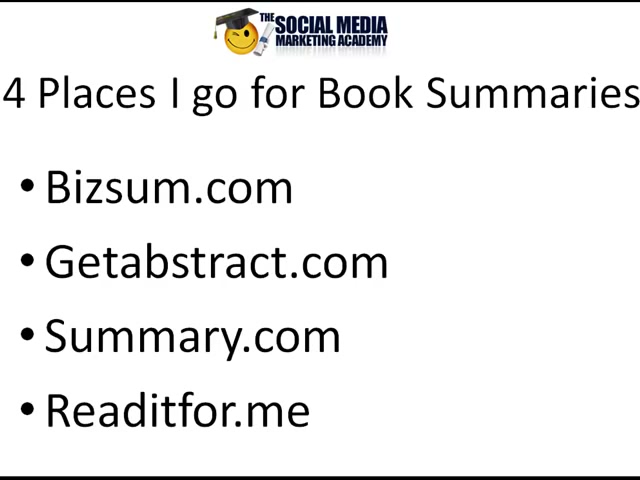 THE SOCIAL MEDIA
MARKETING ACADEMY
4 Places I go for Book Summaries
• Bizsum.com
• Getabstract.com
• Summary.com
• Readitfor.me